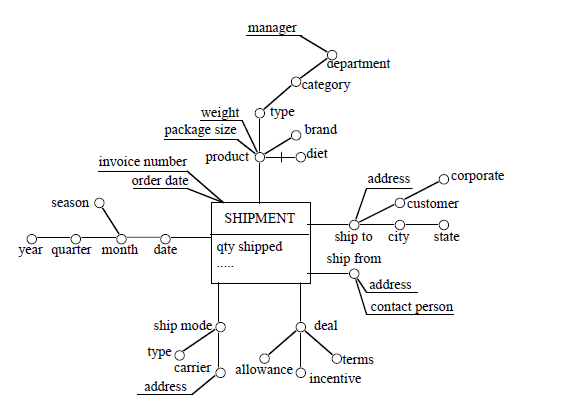 manager
department
category
weight
type
package size
brand
product
diet
invoice number
order date
address
corporate
season
customer
SHIPMENT
year quarter month date
qty shipped
.....
ship to city state
ship from
address
contact person
ship mode
deal
type
carrier
allowance
terms
incentive
address